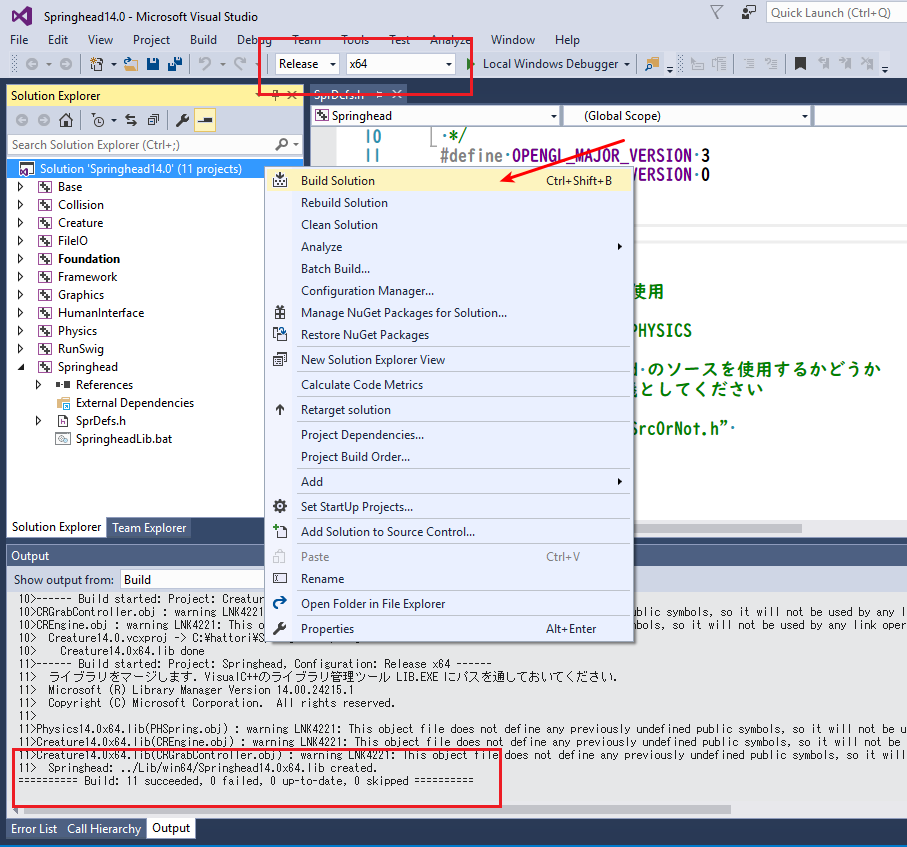 Springhead14.0 - Microsoft Visual Studio
Quick Launch (Ctrl+Q)
File Edit View Project Build Debug Team Tools Test Analyze Window Help
Release x64 Local Windows Debugger
Solution Explorer
SprDefs.h
Springhead (Global Scope)
Search Solution Explorer (Ctrl+;)
10 */
11 #define OPENGL_MAJOR_VERSION 3
VERSION 0
Solution 'Springhead14.0' (11 projects)
Base
Collision
Creature
FileIO
Foundation
Framework
Graphics
HumanInterface
Physics
RunSwig
Springhead
References
External Dependencies
SprDefs.h
SpringheadLib.bat
Build Solution Ctrl+Shift+B
Rebuild Solution
Clean Solution
Analyze
Batch Build...
Configuration Manager...
Manage NuGet Packages for Solution...
Restore NuGet Packages
New Solution Explorer View
Calculate Code Metrics
Retarget solution
Project Dependencies...
Project Build Order...
Add
Set StartUp Projects...
Add Solution to Source Control...
Paste Ctrl+V
Rename
Open Folder in File Explorer
Properties Alt+Enter
使用
PHYSICS
のソースを使用するかどうか
としてください
SrcOrNot.h"
Solution Explorer Team Explorer
Output
Show output from: Build
10>------ Build started: Project: Creatur
10>CRGrabController.obj : warning LNK4221
blic symbols, so it will not be used by any l
10>CREngine.obj : warning LNK4221: This o
bols, so it will not be used by any link oper
10> Creature14.0.vcxproj -> C:¥hattori¥S
10> Creature14.0x64.lib done
11>------ Build started: Project: Springhead, Configuration: Release x64 ------
11> ライブラリをマージします. VisualC++のライブラリ管理ツール LIB.EXE にパスを通しておいてください.
11> Microsoft (R) Library Manager Version 14.00.24215.1
11> Copyright (C) Microsoft Corporation. All rights reserved.
11>
11>Physics14.0x64.lib(PHSpring.obj) : warning LNK4221: This object file does not define any previously undefined public symbols, so it will not be used by any l
11>Creature14.0x64.lib(CREngine.obj) : warning LNK4221: This object file does not define any previously undefined public symbols, so it will not be u
11>Creature14.0x64.lib(CRGrabController.obj) : warning LNK4221: This object file does not define any previously undefined public symbols, so it will
11> Springhead: ../Lib/win64/Springhead14.0x64.lib created.
========== Build: 11 succeeded, 0 failed, 0 up-to-date, 0 skipped ==========
Error List Call Hierarchy Output